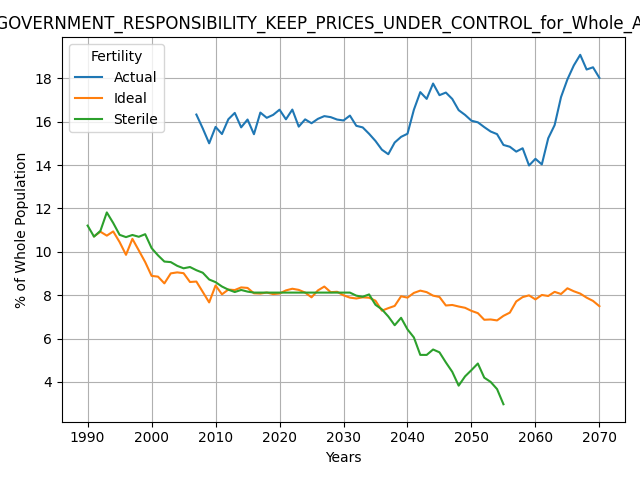 GOVERNMENT_RESPONSIBILITY_KEEP_PRICES_UNDER_CONTROL_for_Whole_A
Fertility
Actual
Ideal
Sterile
% of Whole Population
18
16
14
12
10
8
6
4
1990 2000 2010 2020 2030 2040 2050 2060 2070
Years